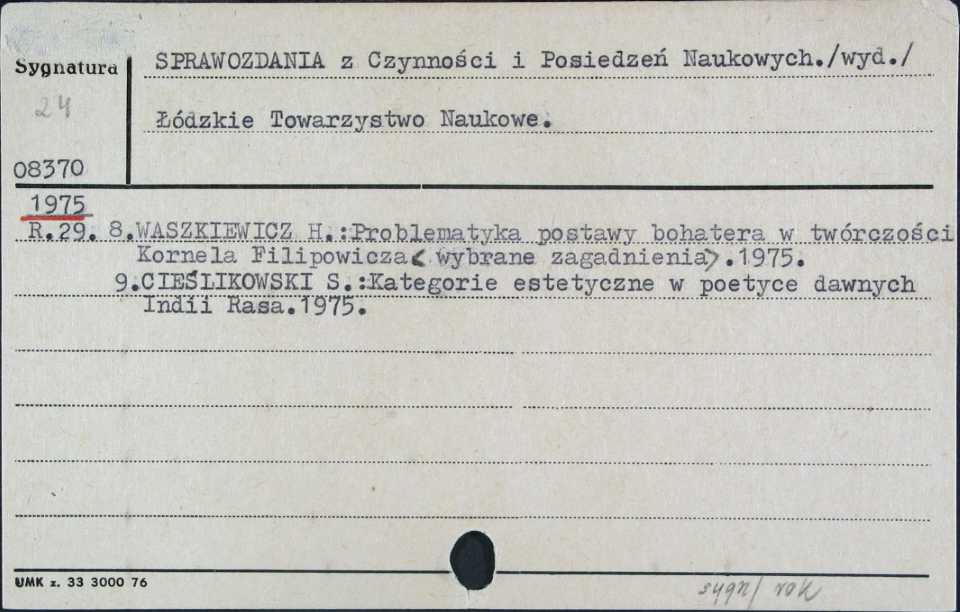 Sygnatura
SPRAWOZDANIA z Czynności i Posiedzeń Naukowych./wyd./
24
Łódzkie Towarzystwo Naukowe.
08370
1975
R.29. 8.WASZKIEWICZ H.:Problematyka postawy bohatera w twórczości
Kornela Filipowicza< wybrane zagadnienia>.1975.
9.CIEŚLIKOWSKI S.:Kategorie estetyczne w poetyce dawnych
Indii Rasa.1975.
UMK z. 33 3000 76
sygn/ rok